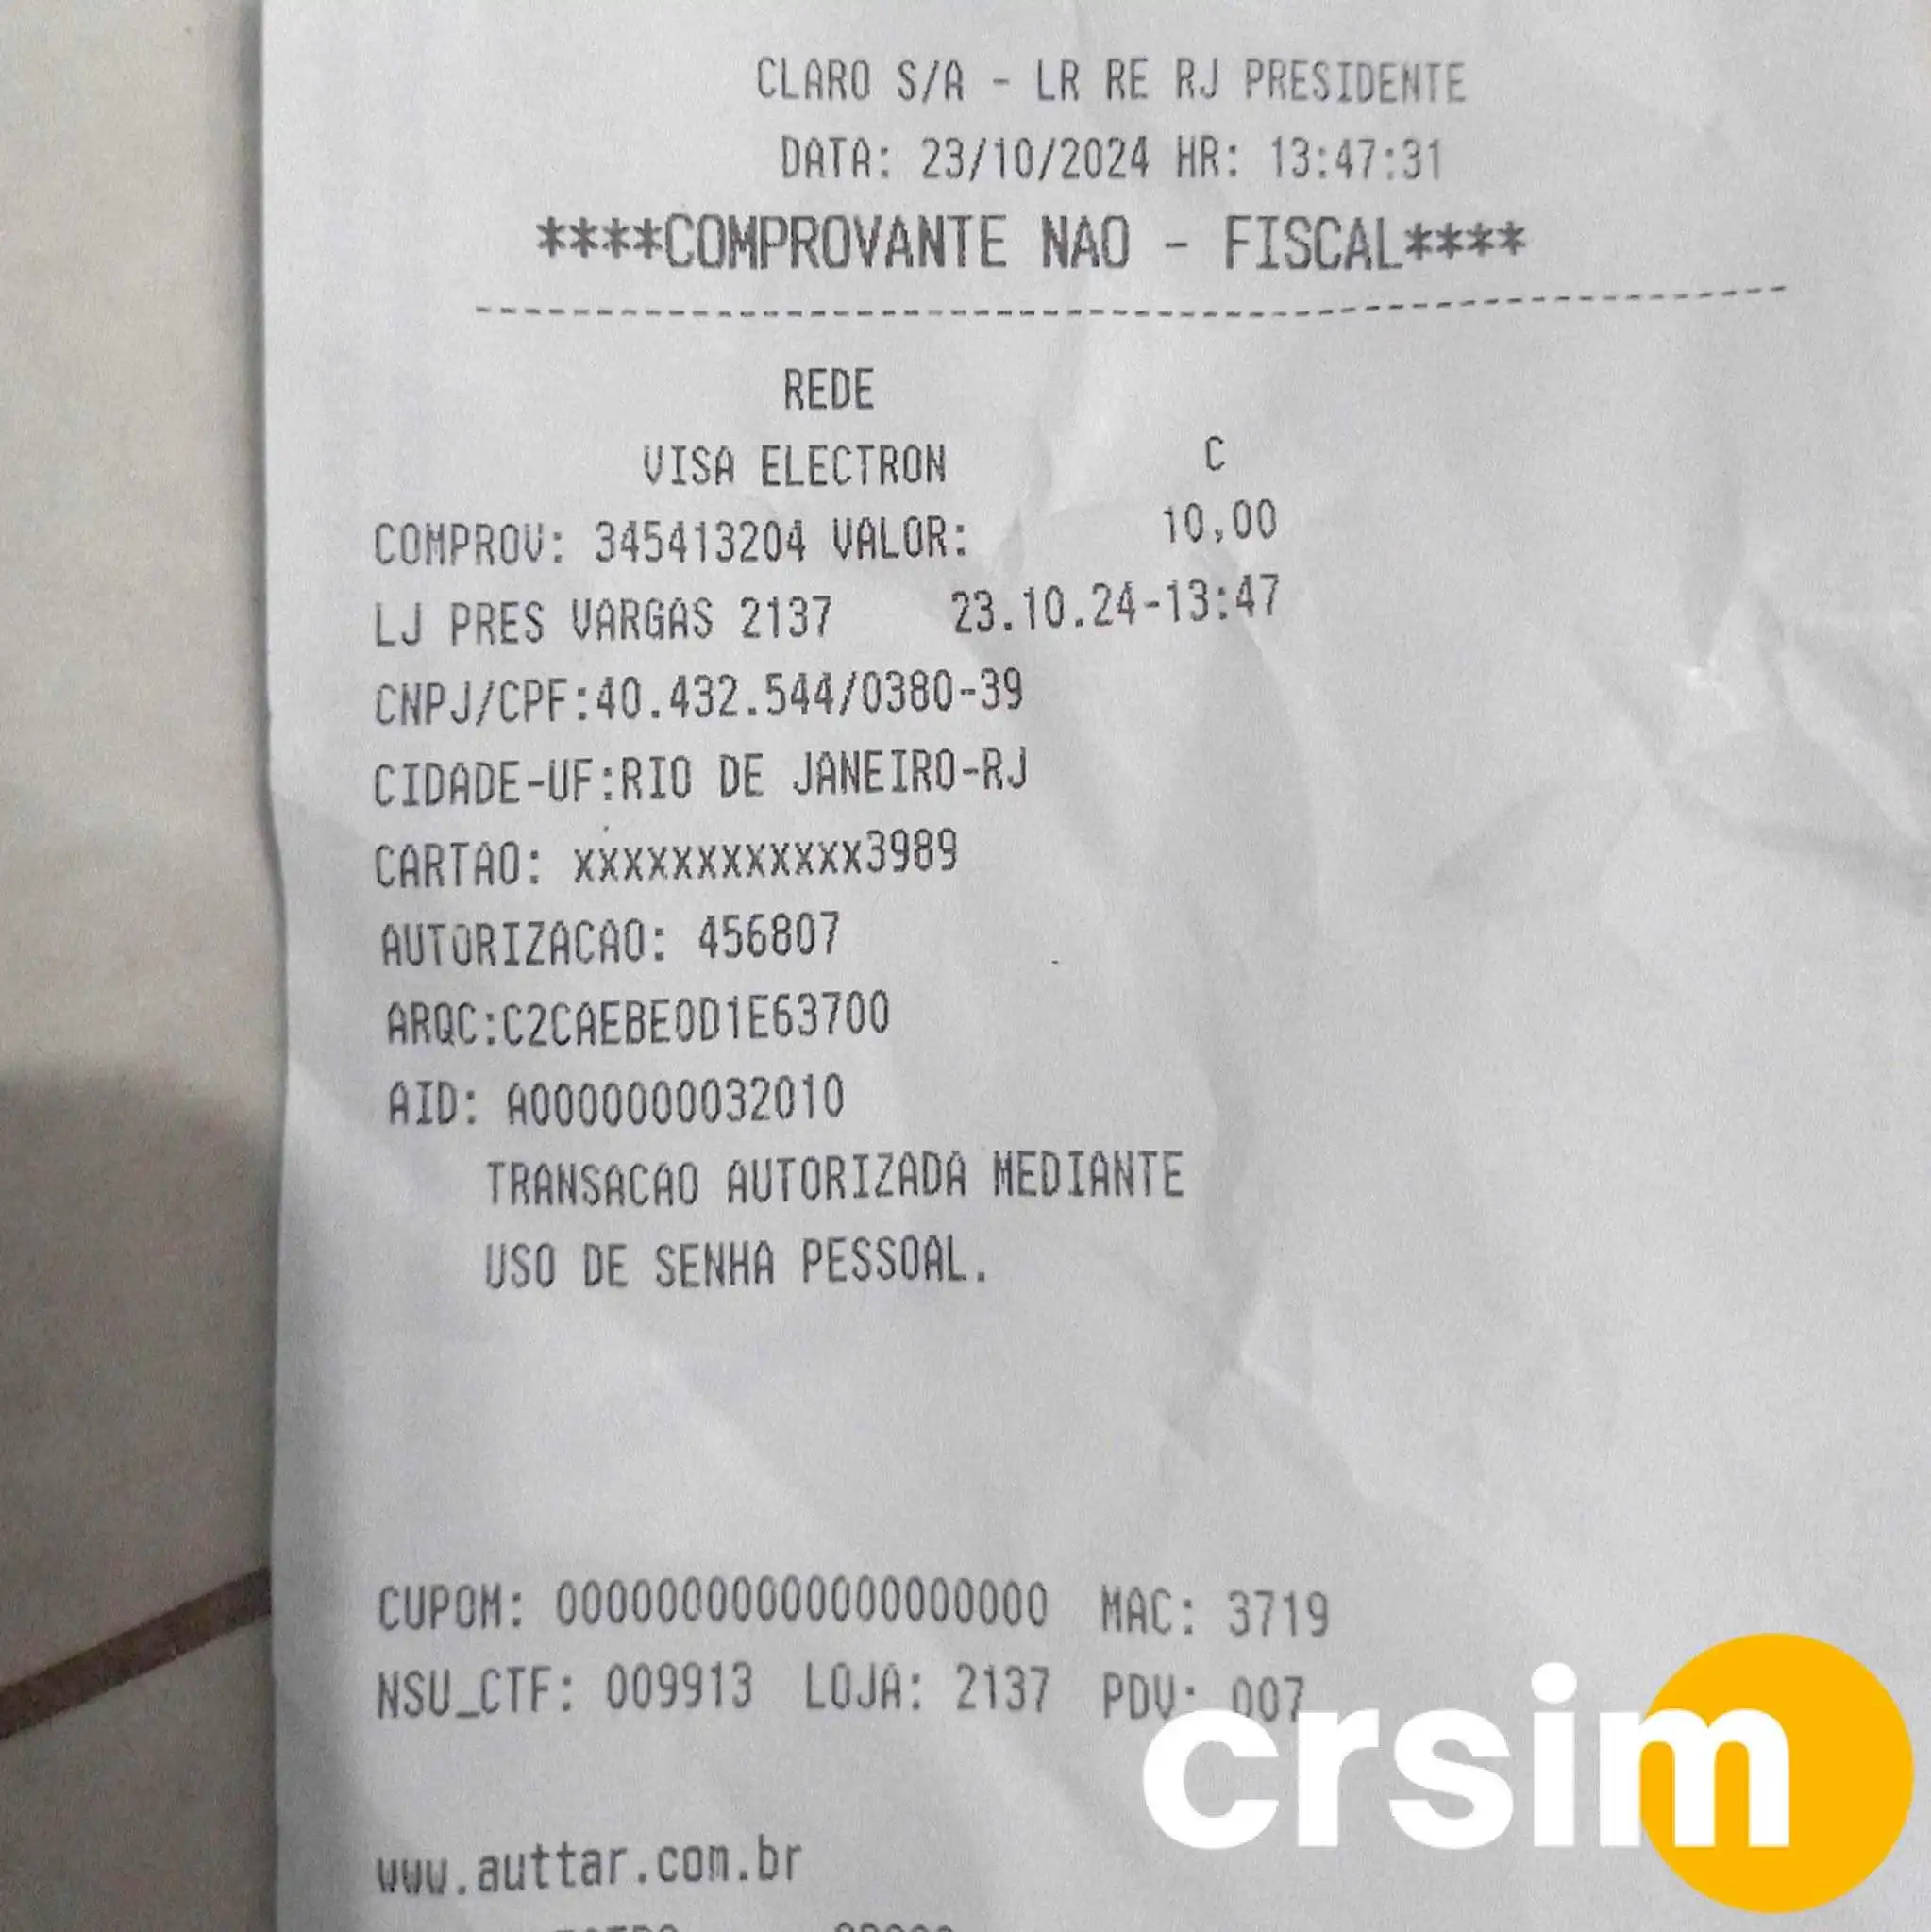 CLARO S/A - LR RE RJ PRESIDENTE
DATA: 23/10/2024 HR: 13:47:31
****COMPROVANTE NAO - FISCAL****
REDE
VISA ELECTRON C
COMPROV: 345413204 VALOR: 10,00
LJ PRES VARGAS 2137 23.10.24-13:47
CNPJ/CPF:40.432.544/0380-39
CIDADE-UF:RIO DE JANEIRO-RJ
CARTAO: xxxxxxxxxxxx3989
AUTORIZACAO: 456807
ARQC:C2CAEBE0D1E63700
AID: A0000000032010
TRANSACAO AUTORIZADA MEDIANTE
USO DE SENHA PESSOAL.
CUPOM: 00000000000000000000 MAC: 3719
NSU_CTF: 009913 LOJA: 2137 PDV: 007
www.auttar.com.br
crsim